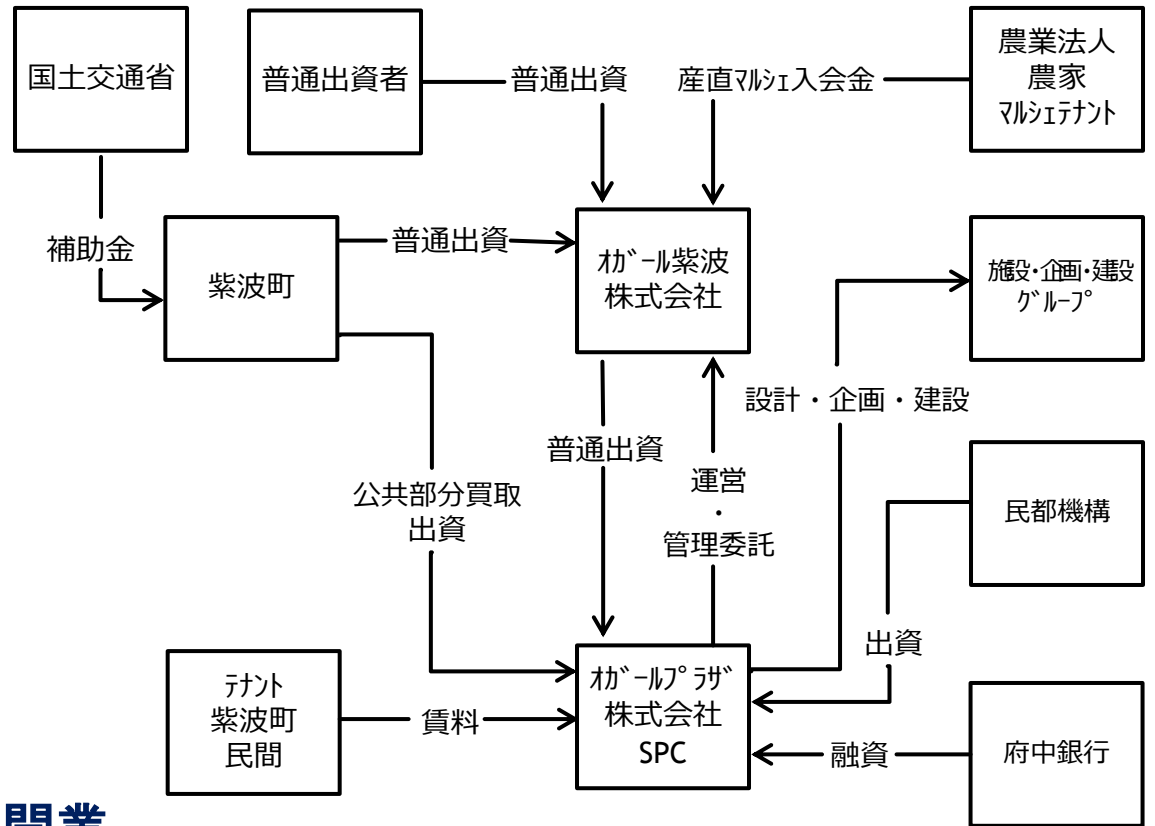 国土交通省
普通出資者
普通出資
産直ﾏﾙｼｪ入会金
農業法人
農家
ﾏﾙｼｪﾃﾅﾝﾄ
補助金
紫波町
普通出資
ｵｶﾞｰﾙ紫波
株式会社
施設・企画・建設
ｸﾞﾙｰﾌﾟ
設計・企画・建設
普通出資
運営
・
管理委託
公共部分買取
出資
民都機構
出資
ﾃﾅﾝﾄ
紫波町
民間
賃料
ｵｶﾞｰﾙﾌﾟﾗｻﾞ
株式会社
SPC
融資
府中銀行
開業